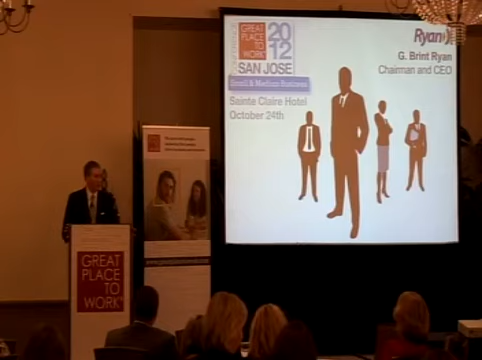 CONFERENCE
GREAT
PLACE
TO
WORK
2012
SAN JOSE
Small & Medium Business
Sainte Claire Hotel
October 24th
Ryan
G. Brint Ryan
Chairman and CEO
GREAT
PLACE
TO
WORK